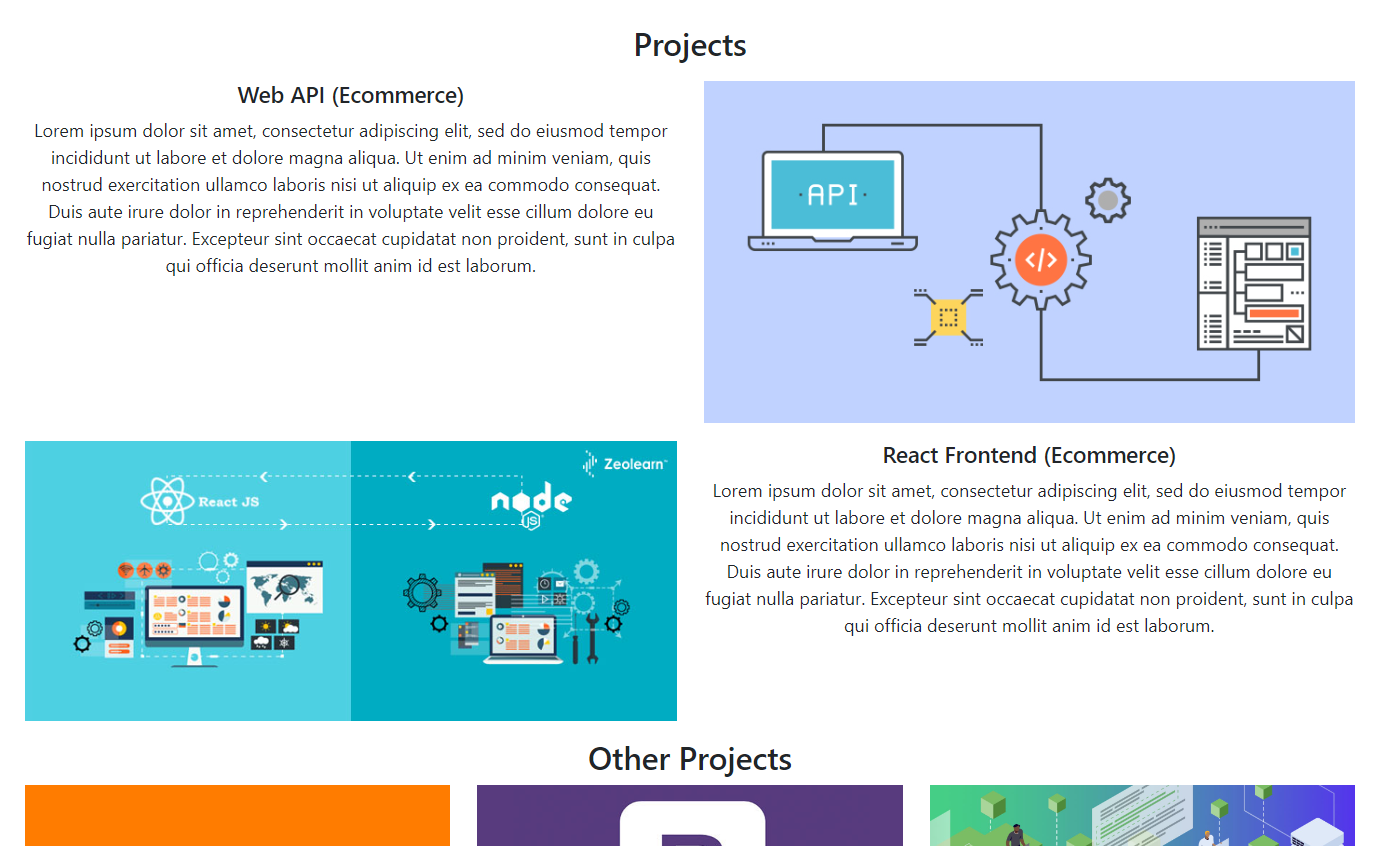 Projects
Web API (Ecommerce)
Lorem ipsum dolor sit amet, consectetur adipiscing elit, sed do eiusmod tempor
incididunt ut labore et dolore magna aliqua. Ut enim ad minim veniam, quis
nostrud exercitation ullamco laboris nisi ut aliquip ex ea commodo consequat.
Duis aute irure dolor in reprehenderit in voluptate velit esse cillum dolore eu
fugiat nulla pariatur. Excepteur sint occaecat cupidatat non proident, sunt in culpa
qui officia deserunt mollit anim id est laborum.
API
</>
Zeolearn
React JS
node
JS
React Frontend (Ecommerce)
Lorem ipsum dolor sit amet, consectetur adipiscing elit, sed do eiusmod tempor
incididunt ut labore et dolore magna aliqua. Ut enim ad minim veniam, quis
nostrud exercitation ullamco laboris nisi ut aliquip ex ea commodo consequat.
Duis aute irure dolor in reprehenderit in voluptate velit esse cillum dolore eu
fugiat nulla pariatur. Excepteur sint occaecat cupidatat non proident, sunt in culpa
qui officia deserunt mollit anim id est laborum.
Other Projects